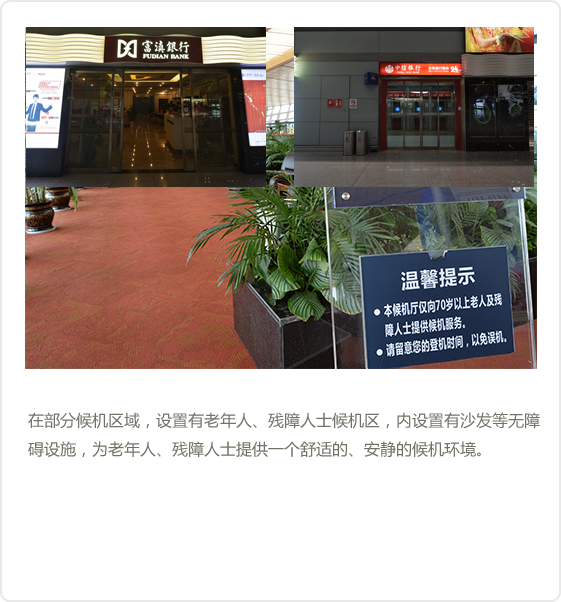 富滇銀行
FUDIAN BANK
中信银行
24
温馨提示
● 本候机厅仅向70岁以上老人及残
障人士提供候机服务。
● 请留意您的登机时间，以免误机。
在部分候机区域，设置有老年人、残障人士候机区，内设置有沙发等无障
碍设施，为老年人、残障人士提供一个舒适的、安静的候机环境。